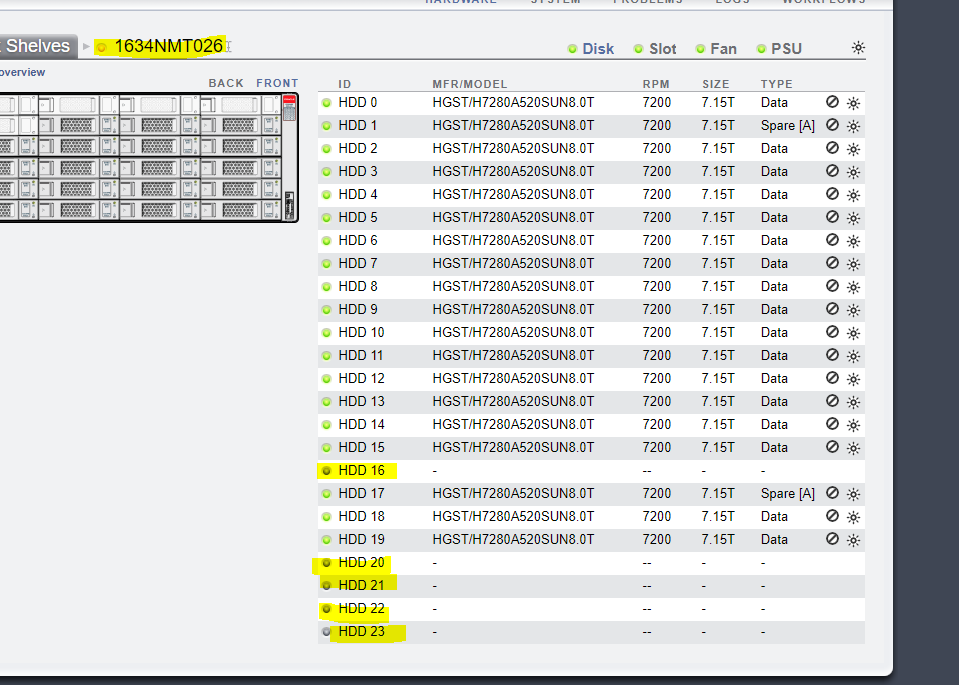 HARDWARE SYSTEM PROBLEMS LOGS WORKFLOWS
Shelves 1634NMT026 Disk Slot Fan PSU
overview
BACK FRONT
ID MFR/MODEL RPM SIZE TYPE
HDD 0 HGST/H7280A520SUN8.0T 7200 7.15T Data
HDD 1 HGST/H7280A520SUN8.0T 7200 7.15T Spare [A]
HDD 2 HGST/H7280A520SUN8.0T 7200 7.15T Data
HDD 3 HGST/H7280A520SUN8.0T 7200 7.15T Data
HDD 4 HGST/H7280A520SUN8.0T 7200 7.15T Data
HDD 5 HGST/H7280A520SUN8.0T 7200 7.15T Data
HDD 6 HGST/H7280A520SUN8.0T 7200 7.15T Data
HDD 7 HGST/H7280A520SUN8.0T 7200 7.15T Data
HDD 8 HGST/H7280A520SUN8.0T 7200 7.15T Data
HDD 9 HGST/H7280A520SUN8.0T 7200 7.15T Data
HDD 10 HGST/H7280A520SUN8.0T 7200 7.15T Data
HDD 11 HGST/H7280A520SUN8.0T 7200 7.15T Data
HDD 12 HGST/H7280A520SUN8.0T 7200 7.15T Data
HDD 13 HGST/H7280A520SUN8.0T 7200 7.15T Data
HDD 14 HGST/H7280A520SUN8.0T 7200 7.15T Data
HDD 15 HGST/H7280A520SUN8.0T 7200 7.15T Data
HDD 16 - -- - -
HDD 17 HGST/H7280A520SUN8.0T 7200 7.15T Spare [A]
HDD 18 HGST/H7280A520SUN8.0T 7200 7.15T Data
HDD 19 HGST/H7280A520SUN8.0T 7200 7.15T Data
HDD 20 - -- - -
HDD 21 - -- - -
HDD 22 - -- - -
HDD 23 - -- - -